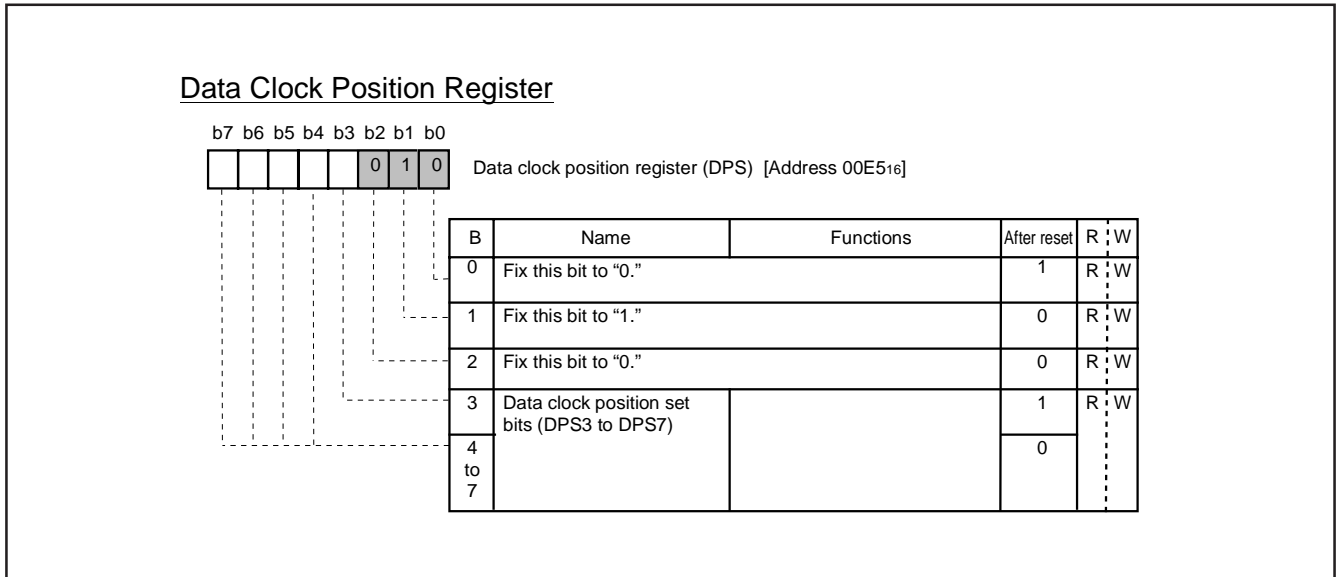 Data Clock Position Register
b7 b6 b5 b4 b3 b2 b1 b0
0 1 0
Data clock position register (DPS) [Address 00E516]
B Name Functions After reset R W
0 Fix this bit to “0.” 1 R W
1 Fix this bit to “1.” 0 R W
2 Fix this bit to “0.” 0 R W
3 Data clock position set 1 R W
bits (DPS3 to DPS7)
4 0
to
7